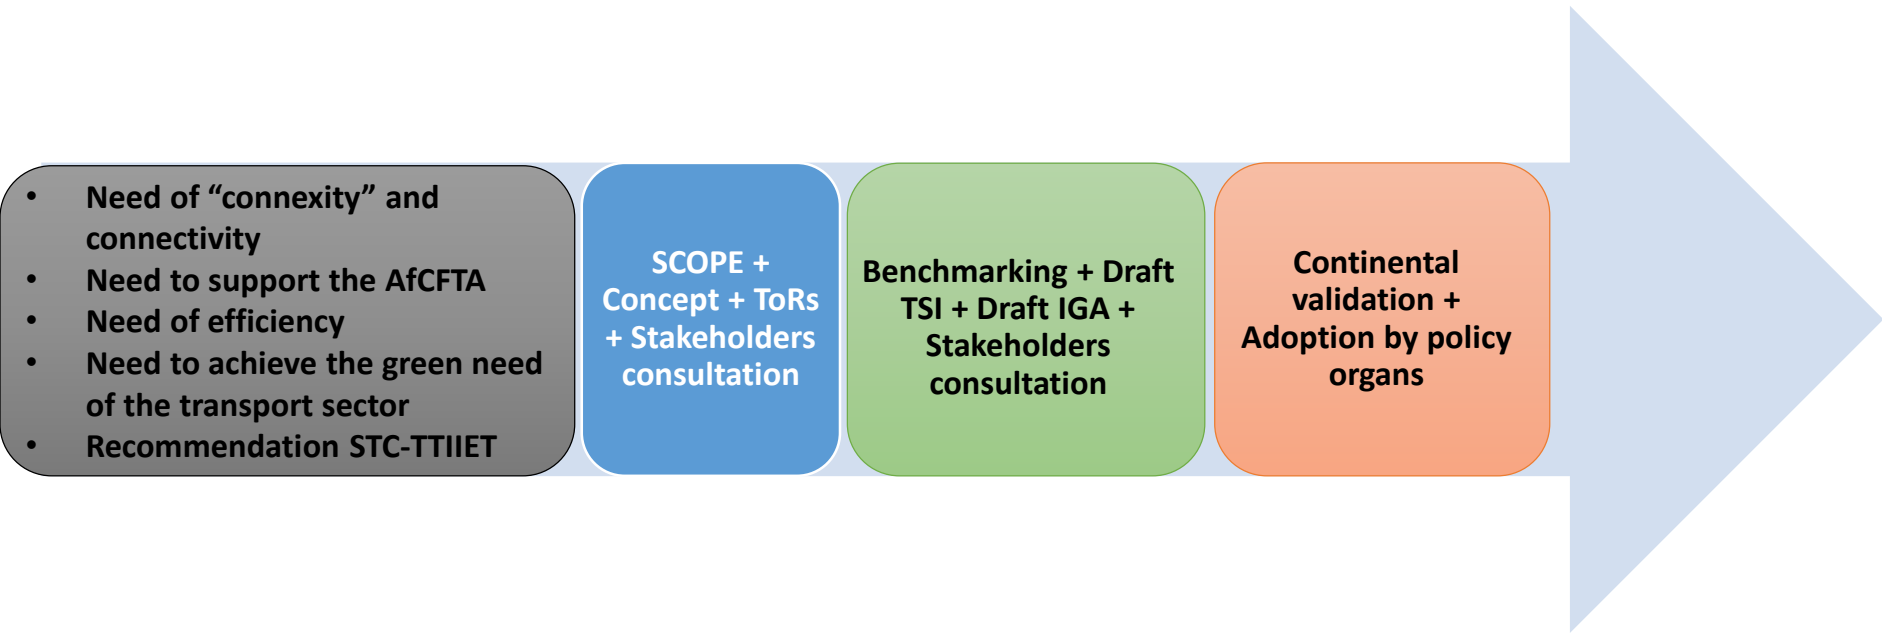 • Need of “connexity” and
connectivity
• Need to support the AfCFTA
• Need of efficiency
• Need to achieve the green need
of the transport sector
• Recommendation STC-TTIIET
SCOPE +
Concept + ToRs
+ Stakeholders
consultation
Benchmarking + Draft
TSI + Draft IGA +
Stakeholders
consultation
Continental
validation +
Adoption by policy
organs